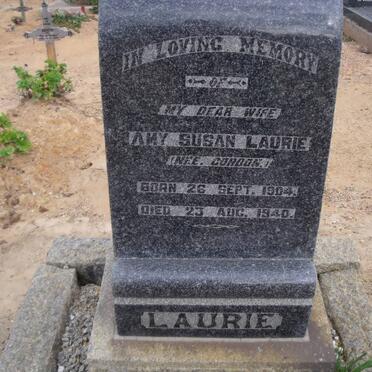 IN LOVING MEMORY
OF
MY DEAR WIFE
AMY SUSAN LAURIE
(NEE, GORDON.)
BORN 26 SEPT. 1904.
DIED 23 AUG. 1940.
LAURIE